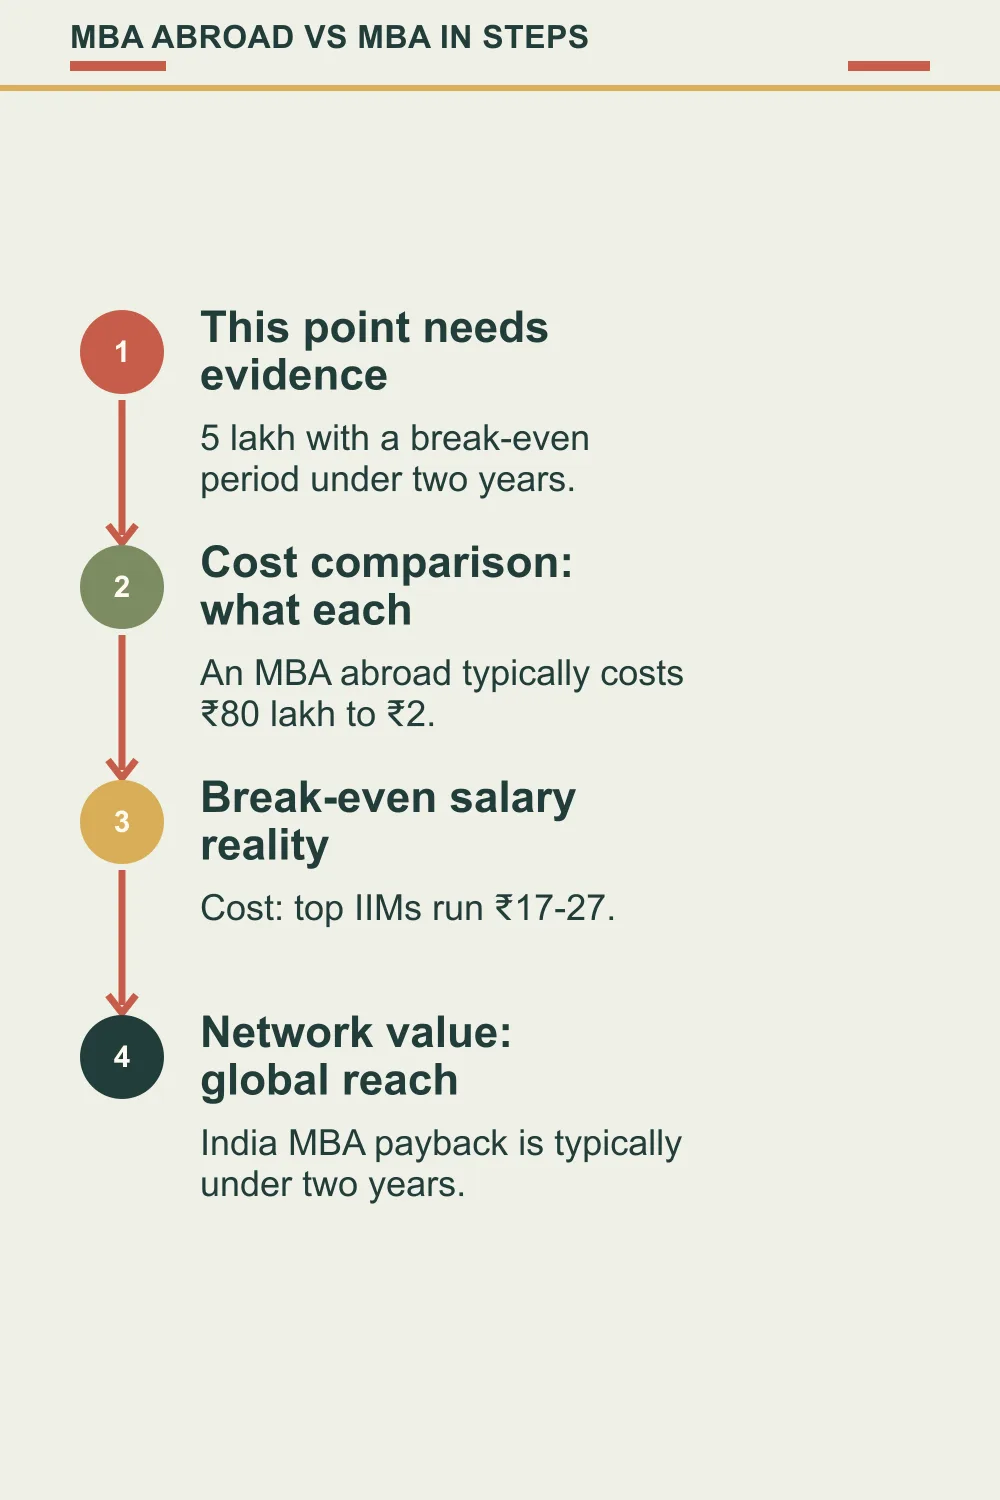 MBA ABROAD VS MBA IN STEPS
1
This point needs
evidence
5 lakh with a break-even
period under two years.
2
Cost comparison:
what each
An MBA abroad typically costs
₹80 lakh to ₹2.
3
Break-even salary
reality
Cost: top IIMs run ₹17-27.
4
Network value:
global reach
India MBA payback is typically
under two years.